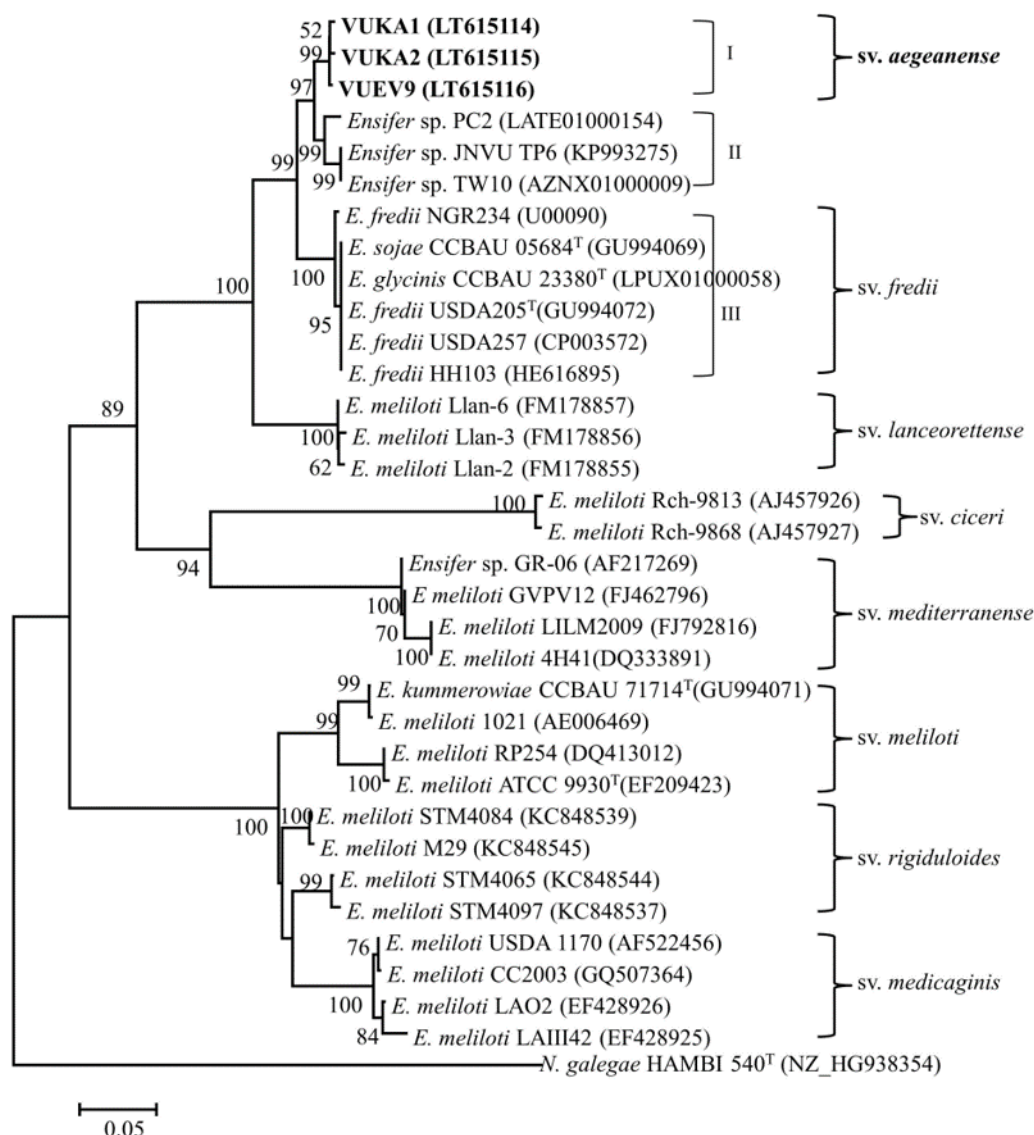 52
VUKA1 (LT615114)
99
VUKA2 (LT615115)
I
sv. aegeanense
97
VUEV9 (LT615116)
Ensifer sp. PC2 (LATE01000154)
99
99
Ensifer sp. JNVU TP6 (KP993275)
II
99
Ensifer sp. TW10 (AZNX01000009)
E. fredii NGR234 (U00090)
E. sojae CCBAU 05684T (GU994069)
100
100
E. glycinis CCBAU 23380T (LPUX01000058)
sv. fredii
95
E. fredii USDA205T(GU994072)
III
E. fredii USDA257 (CP003572)
E. fredii HH103 (HE616895)
89
E. meliloti Llan-6 (FM178857)
100
E. meliloti Llan-3 (FM178856)
sv. lanceorettense
62
E. meliloti Llan-2 (FM178855)
100
E. meliloti Rch-9813 (AJ457926)
sv. ciceri
E. meliloti Rch-9868 (AJ457927)
94
Ensifer sp. GR-06 (AF217269)
100
E meliloti GVPV12 (FJ462796)
sv. mediterranense
70
E. meliloti LILM2009 (FJ792816)
100
E. meliloti 4H41(DQ333891)
99
E. kummerowiae CCBAU 71714T(GU994071)
99
E. meliloti 1021 (AE006469)
sv. meliloti
E. meliloti RP254 (DQ413012)
100
E. meliloti ATCC 9930T(EF209423)
100
100
E. meliloti STM4084 (KC848539)
E. meliloti M29 (KC848545)
sv. rigiduloides
99
E. meliloti STM4065 (KC848544)
E. meliloti STM4097 (KC848537)
76
E. meliloti USDA 1170 (AF522456)
E. meliloti CC2003 (GQ507364)
sv. medicaginis
100
E. meliloti LAO2 (EF428926)
84
E. meliloti LAIII42 (EF428925)
N. galegae HAMBI 540T (NZ_HG938354)
0.05